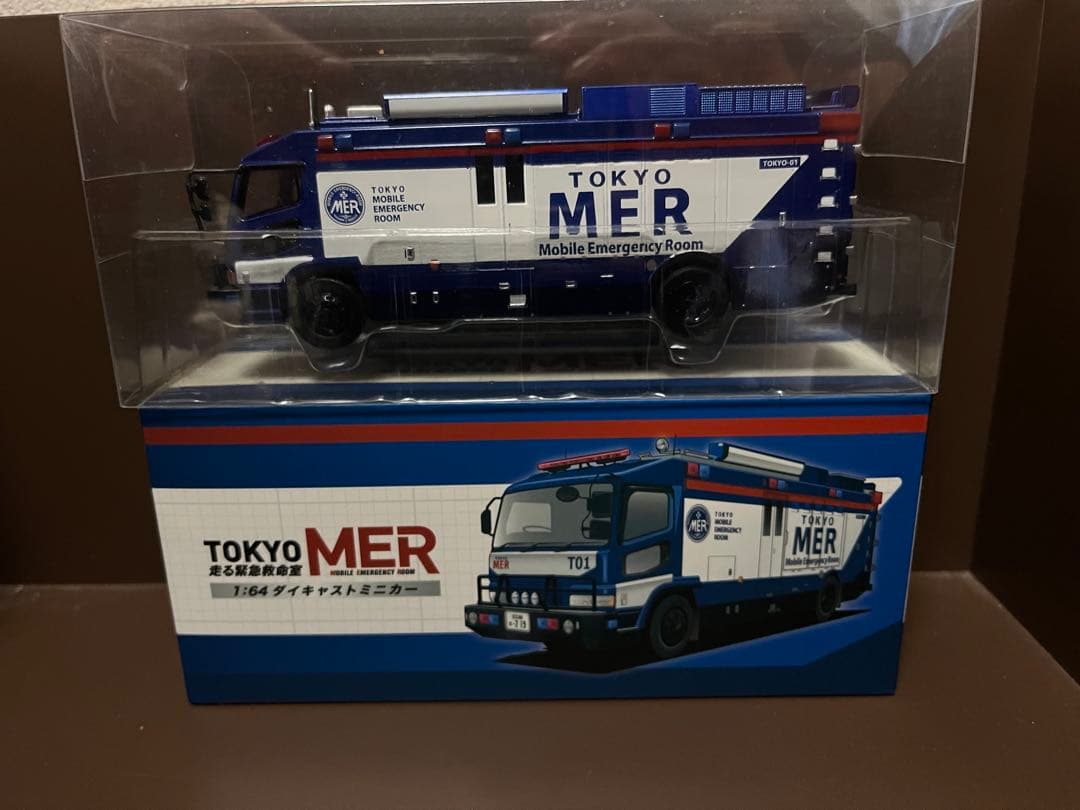 TOKYO-01
MER
TOKYO
MOBILE
EMERGENCY
ROOM
TOKYO
MER
Mobile Emergency Room
TOKYO MER
走る緊急救命室
MOBILE EMERGENCY ROOM
1:64 ダイキャストミニカー
MER
TOKYO
MOBILE
EMERGENCY
ROOM
TOKYO
MER
Mobile Emergency Room
MER
T01